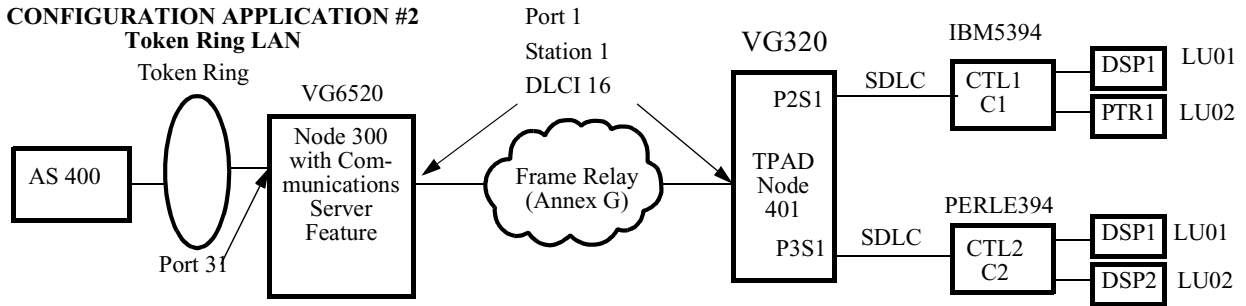 CONFIGURATION APPLICATION #2
Token Ring LAN
Token Ring
AS 400
Port 31
VG6520
Node 300
with Com-
munications
Server
Feature
Port 1
Station 1
DLCI 16
Frame Relay
(Annex G)
VG320
P2S1
TPAD
Node
401
P3S1
SDLC
SDLC
IBM5394
CTL1
C1
DSP1
LU01
PTR1
LU02
PERLE394
CTL2
C2
DSP1
LU01
DSP2
LU02